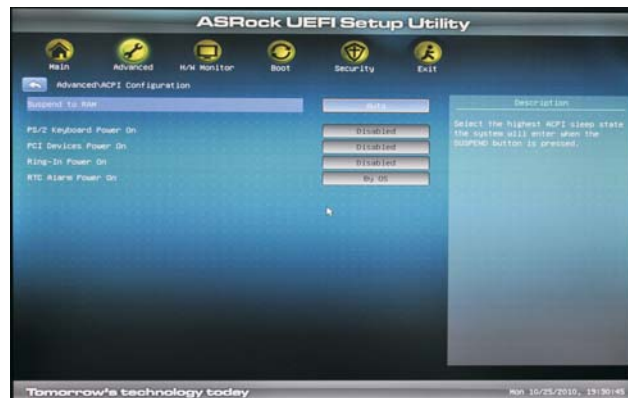 ASRock UEFI Setup Utility
Main
Advanced
H/W Monitor
Boot
Security
Exit
Advanced\ACPI Configuration
Suspend to RAM
Auto
PS/2 Keyboard Power On
Disabled
PCI Devices Power On
Disabled
Ring-In Power On
Disabled
RTC Alarm Power On
By OS
Description
Select the highest ACPI sleep state
the system will enter when the
SUSPEND button is pressed.
Tomorrow's technology today
Mon 10/25/2010, 19:50:45